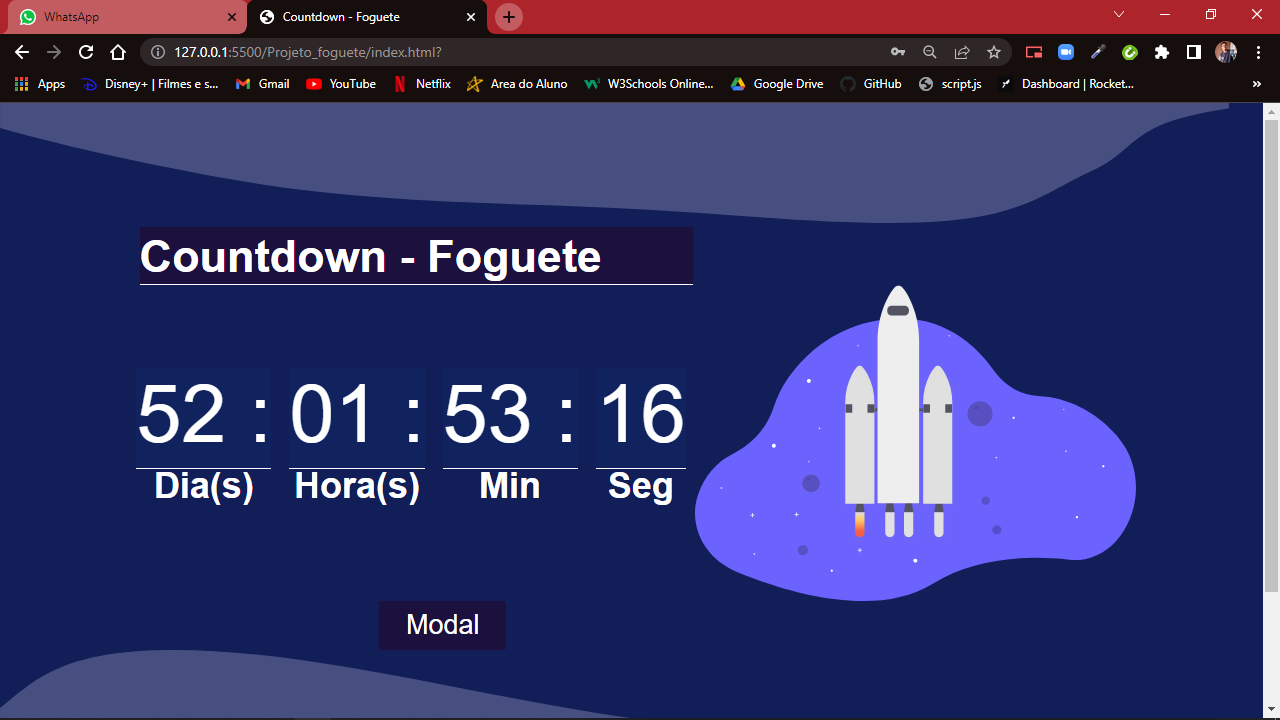 WhatsApp
Countdown - Foguete
127.0.0.1:5500/Projeto_foguete/index.html?
Apps
Disney+ | Filmes e s...
Gmail
YouTube
Netflix
Area do Aluno
W3Schools Online...
Google Drive
GitHub
script.js
Dashboard | Rocket...
»
Countdown - Foguete
52 : 01 : 53 : 16
Dia(s) Hora(s) Min Seg
Modal